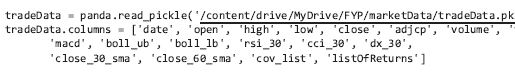 tradeData = panda.read_pickle('/content/drive/MyDrive/FYP/marketData/tradeData.pk
tradeData.columns = ['date', 'open', 'high', 'low', 'close', 'adjcp', 'volume', '
'macd', 'boll_ub', 'boll_lb', 'rsi_30', 'cci_30', 'dx_30',
'close_30_sma', 'close_60_sma', 'cov_list', 'listOfReturns']